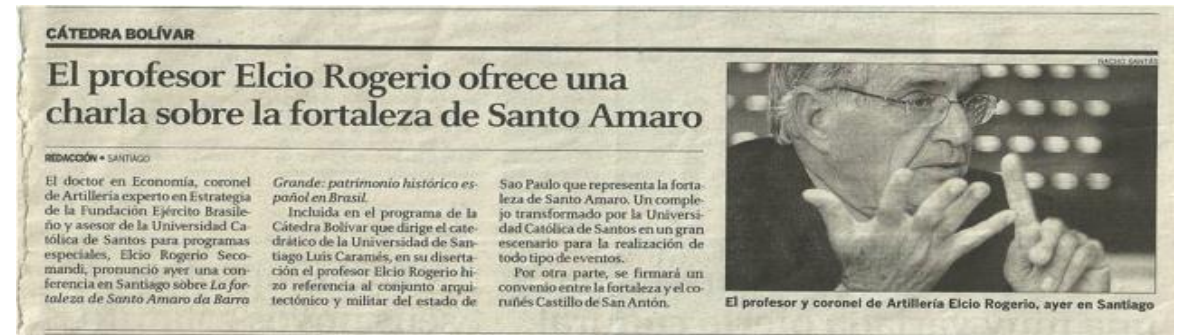 CÁTEDRA BOLÍVAR
El profesor Elcio Rogerio ofrece una
charla sobre la fortaleza de Santo Amaro
NACHO SANTÁS
REDACCIÓN • SANTIAGO
El doctor en Economía, coronel
de Artillería experto en Estrategia
de la Fundación Ejército Brasile-
ño y asesor de la Universidad Ca-
tólica de Santos para programas
especiales, Elcio Rogerio Seco-
mandi, pronunció ayer una con-
ferencia en Santiago sobre La for-
taleza de Santo Amaro da Barra
Grande: patrimonio histórico es-
pañol en Brasil.
Incluida en el programa de la
Cátedra Bolívar que dirige el cate-
drático de la Universidad de San-
tiago Luis Caramés, en su diserta-
ción el profesor Elcio Rogerio hi-
zo referencia al conjunto arqui-
tectónico y militar del estado de
Sao Paulo que representa la forta-
leza de Santo Amaro. Un comple-
jo transformado por la Universi-
dad Católica de Santos en un gran
escenario para la realización de
todo tipo de eventos.
Por otra parte, se firmará un
convenio entre la fortaleza y el co-
ruñés Castillo de San Antón.
El profesor y coronel de Artillería Elcio Rogerio, ayer en Santiago